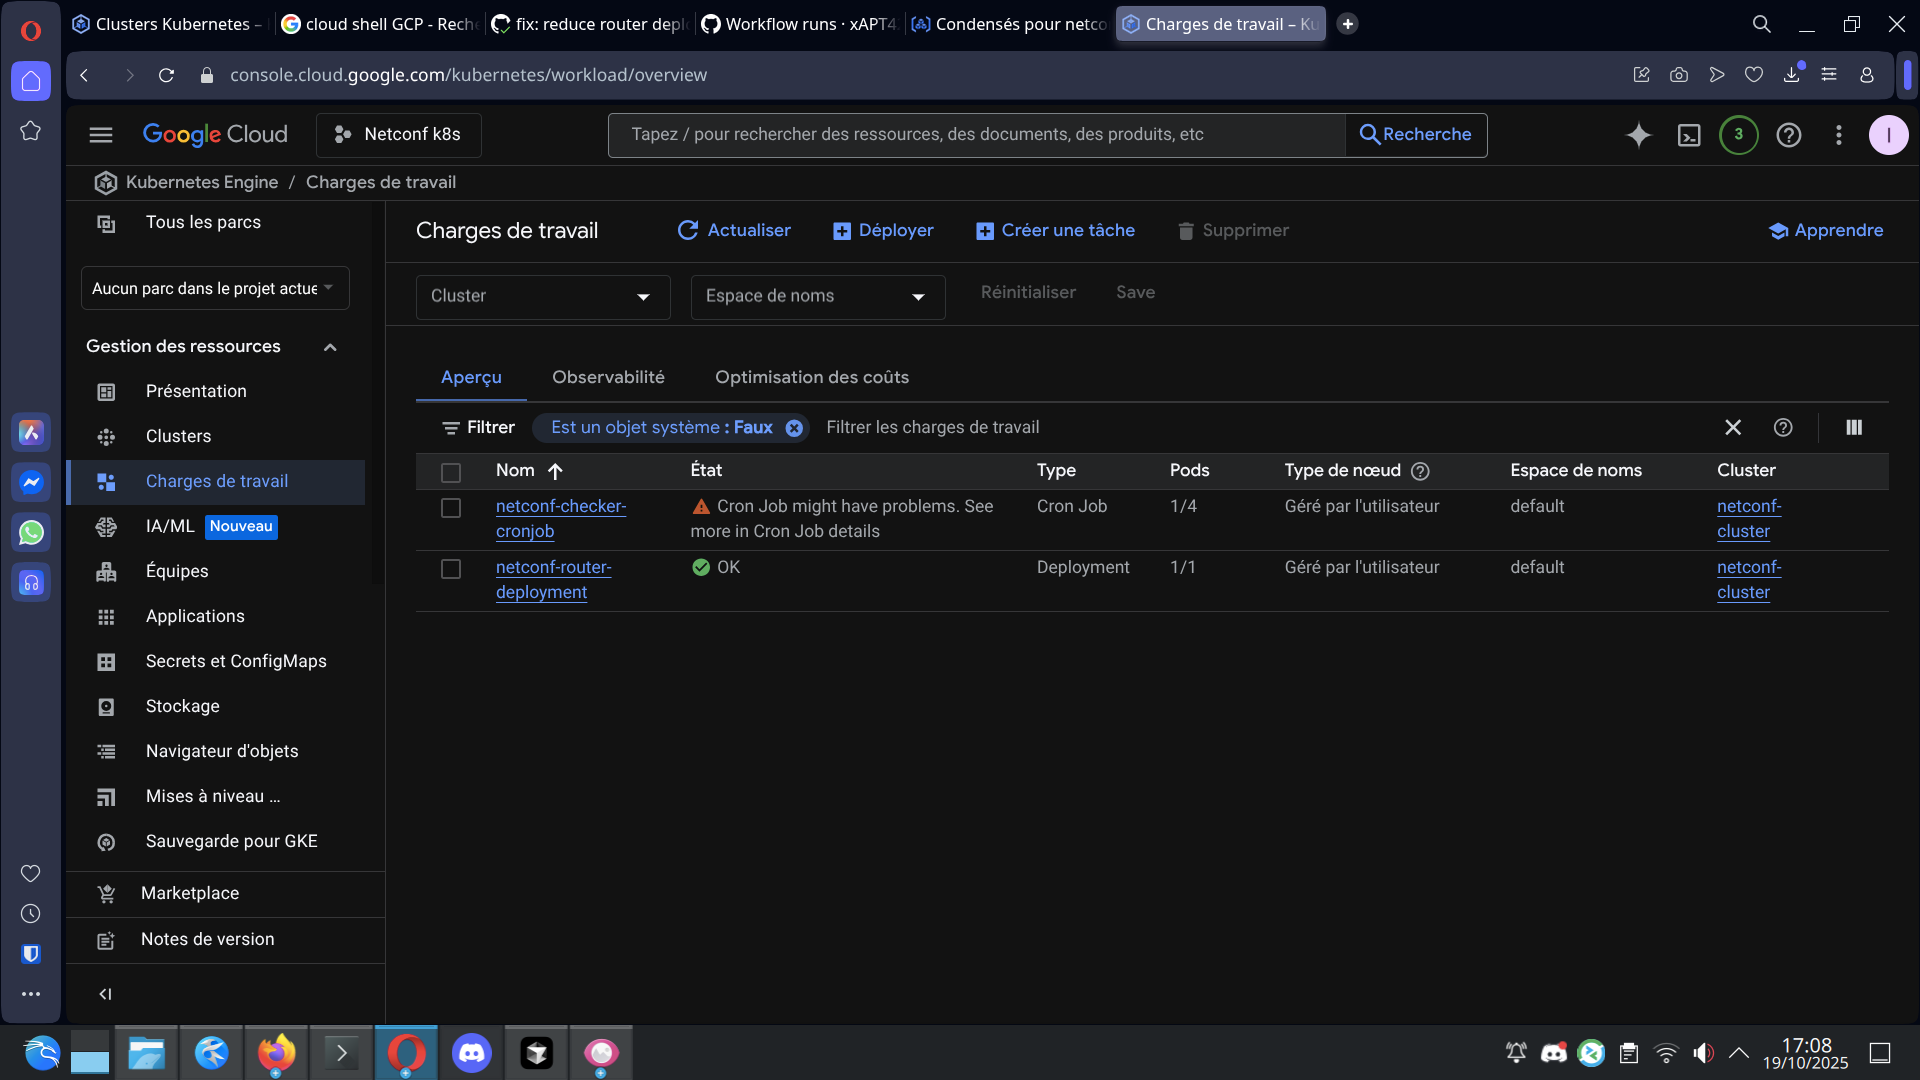 Clusters Kubernetes –
cloud shell GCP - Rech
fix: reduce router depl
Workflow runs · xAPT4
Condensés pour netco
Charges de travail – Ku
console.cloud.google.com/kubernetes/workload/overview
Google Cloud
Netconf k8s
Tapez / pour rechercher des ressources, des documents, des produits, etc
Recherche
3
I
Kubernetes Engine / Charges de travail
Tous les parcs
Aucun parc dans le projet actue
Gestion des ressources
Présentation
Clusters
Charges de travail
IA/ML Nouveau
Équipes
Applications
Secrets et ConfigMaps
Stockage
Navigateur d'objets
Mises à niveau ...
Sauvegarde pour GKE
Marketplace
Notes de version
Charges de travail
Actualiser
Déployer
Créer une tâche
Supprimer
Apprendre
Cluster
Espace de noms
Réinitialiser
Save
Aperçu
Observabilité
Optimisation des coûts
Filtrer
Est un objet système : Faux
Filtrer les charges de travail
Nom État Type Pods Type de nœud Espace de noms Cluster
netconf-checker- Cron Job might have problems. See Cron Job 1/4 Géré par l'utilisateur default netconf-
cronjob more in Cron Job details cluster
netconf-router- OK Deployment 1/1 Géré par l'utilisateur default netconf-
deployment cluster
17:08
19/10/2025